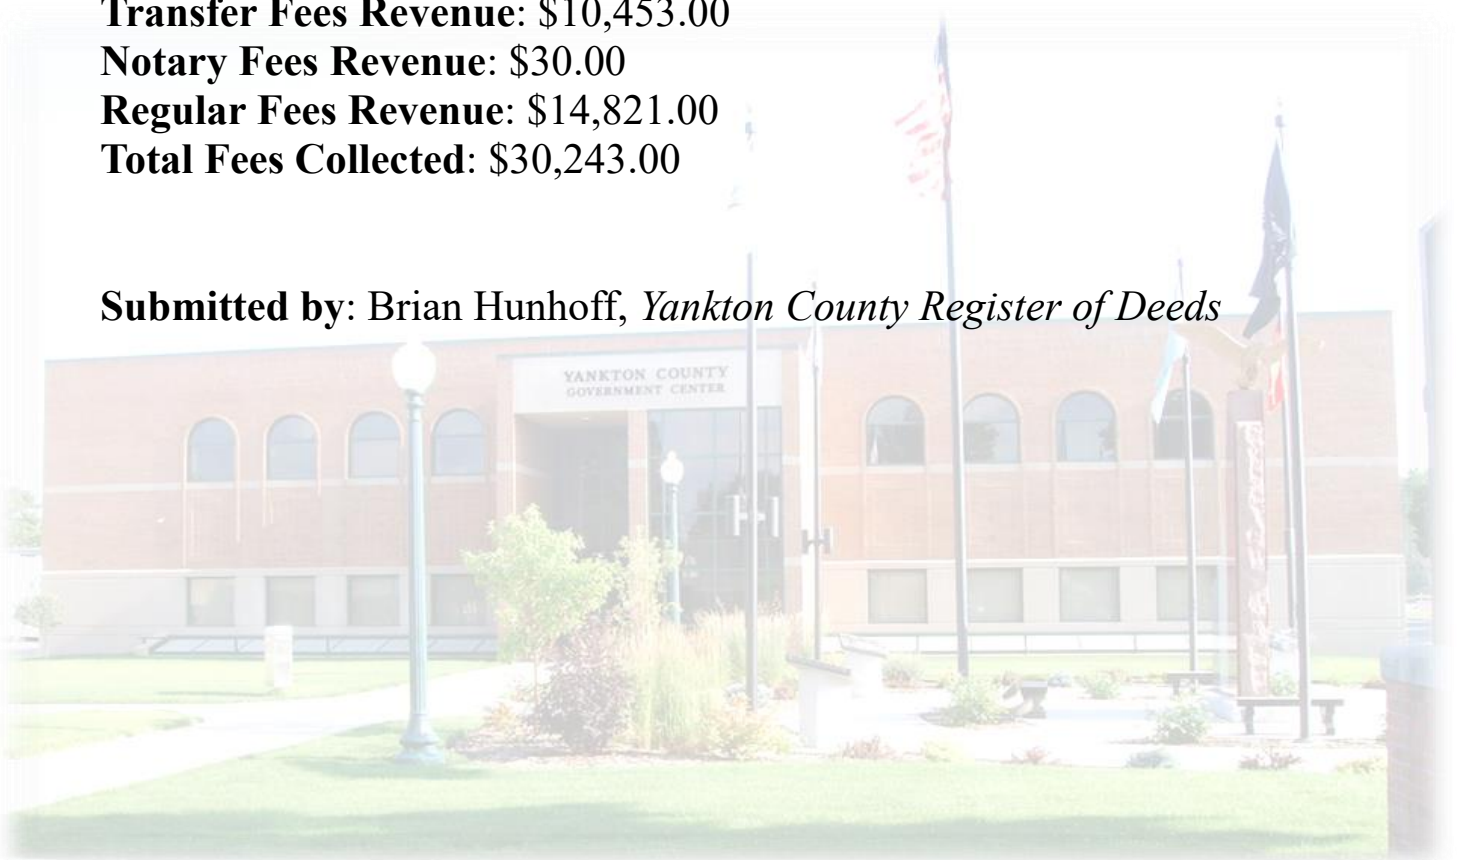 Transfer Fees Revenue: $10,453.00
Notary Fees Revenue: $30.00
Regular Fees Revenue: $14,821.00
Total Fees Collected: $30,243.00
Submitted by: Brian Hunhoff, Yankton County Register of Deeds
YANKTON COUNTY
GOVERNMENT CENTER